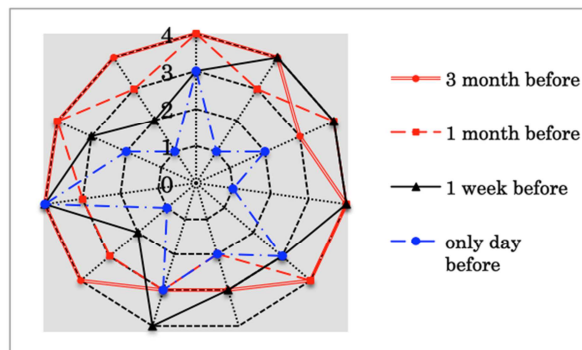 4
3
2
1
0
3 month before
1 month before
1 week before
only day
before